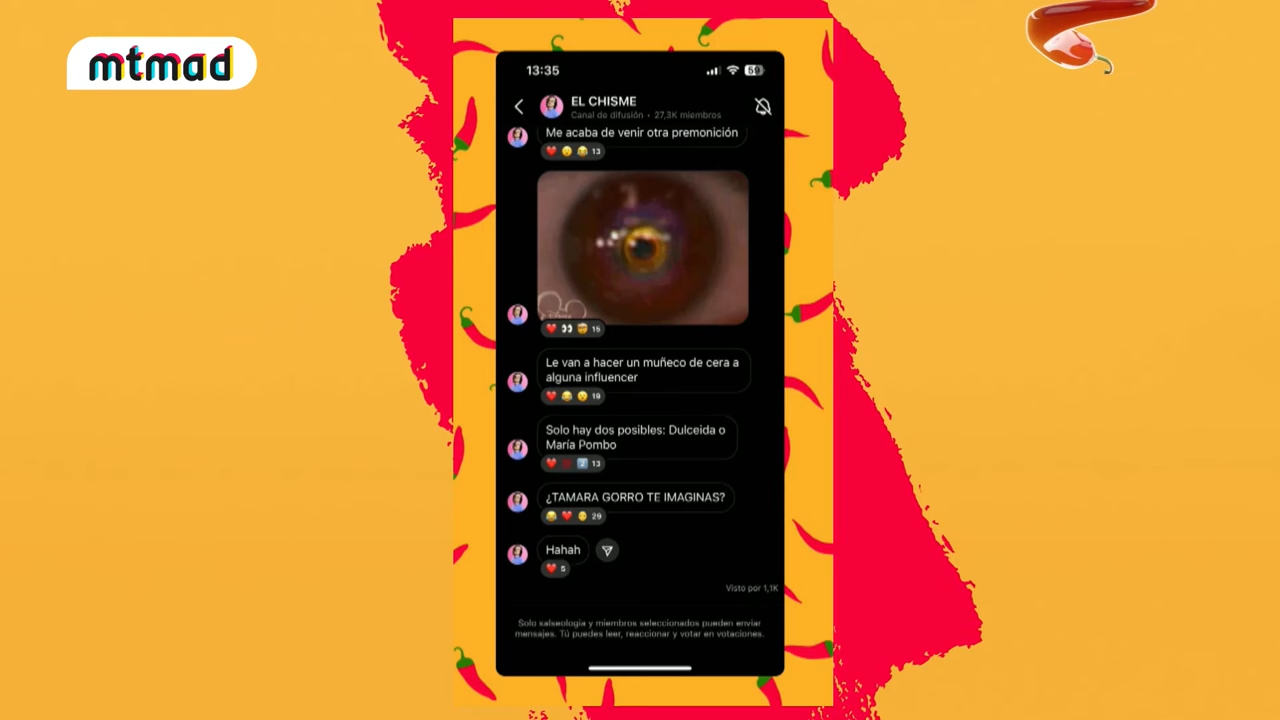 mtmad
13:35
59
EL CHISME
Canal de difusión · 27,3K miembros
Me acaba de venir otra premonición
13
15
Le van a hacer un muñeco de cera a
alguna influencer
19
Solo hay dos posibles: Dulceida o
María Pombo
2 13
¿TAMARA GORRO TE IMAGINAS?
29
Hahah
5
Visto por 1,1K
Solo salseologia y miembros seleccionados pueden enviar
mensajes. Tú puedes leer, reaccionar y votar en votaciones.